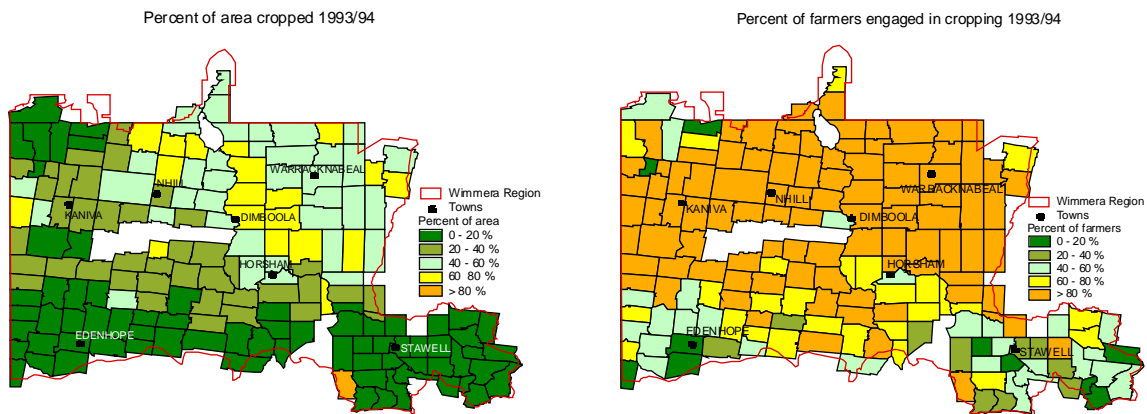 Percent of area cropped 1993/94
WARRACKNABEAL
NHILL
KANIVA
DIMBOOLA
HORSHAM
EDENHOPE
STAWELL
Wimmera Region
Towns
Percent of area
0 - 20 %
20 - 40 %
40 - 60 %
60 80 %
> 80 %
Percent of farmers engaged in cropping 1993/94
WARRACKNABEAL
NHILL
KANIVA
DIMBOOLA
HORSHAM
EDENHOPE
STAWELL
Wimmera Region
Towns
Percent of farmers
0 - 20 %
20 - 40 %
40 - 60 %
60 - 80 %
> 80 %